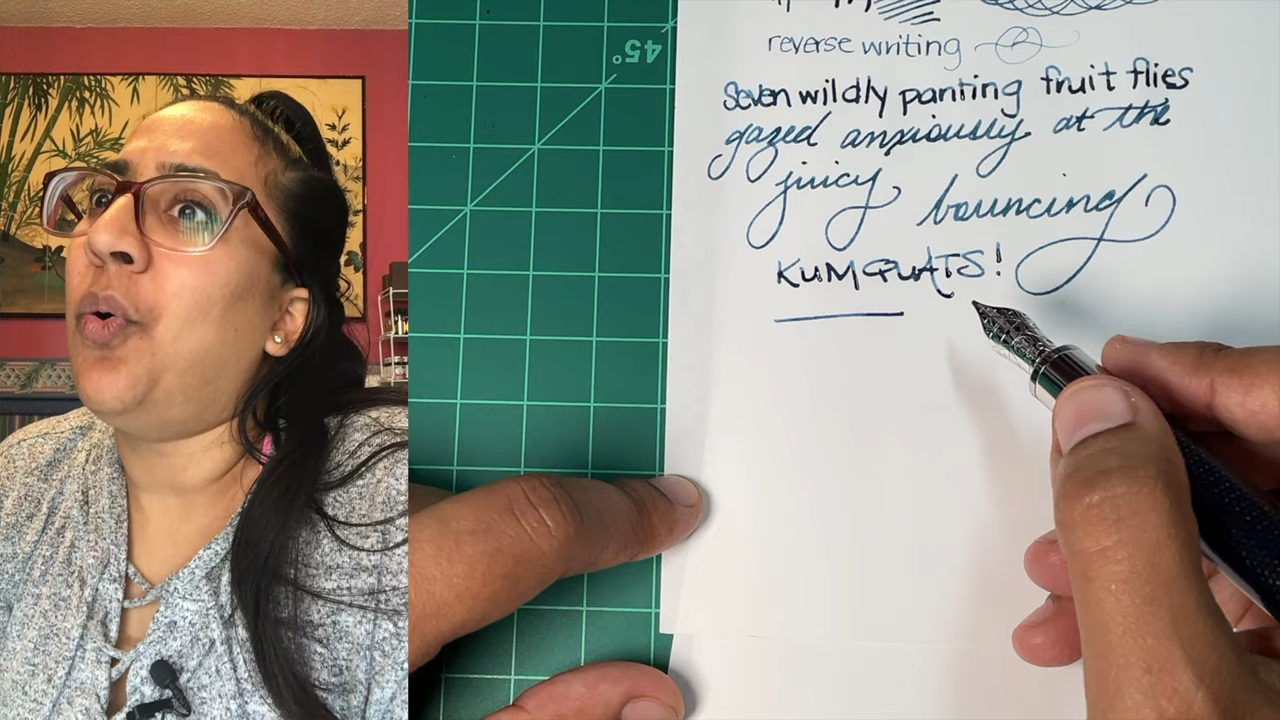 45°
reverse writing
Seven wildly panting fruit flies
gazed anxiously at the
juicy bouncing
KUMQUATS!